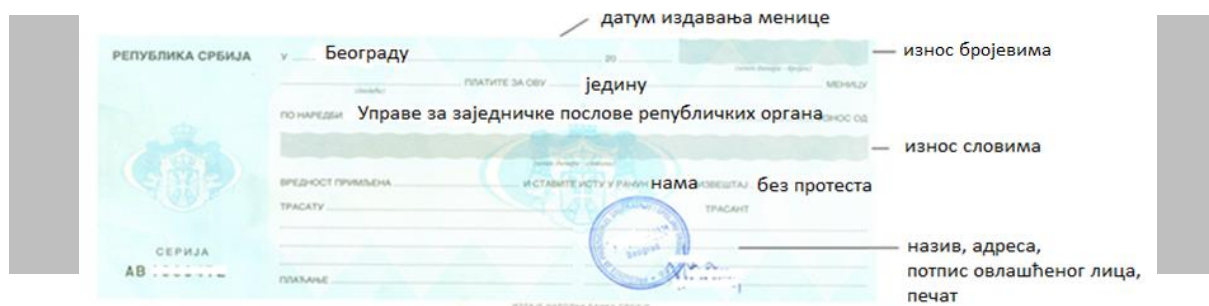 датум издавања менице
РЕПУБЛИКА СРБИЈА У Београду 20 износ бројевима
ПЛАТИТЕ ЗА ОВУ једину МЕНИЦУ
ПО НАРЕДБИ Управе за заједничке послове републичких органа ИЗНОС ОД
износ словима
ВРЕДНОСТ ПРИМЉЕНА И СТАВИТЕ ИСТУ У РАЧУН нама ИЗВЕШТАЈ без протеста
ТРАСАТУ ТРАСАНТ
СЕРИЈА назив, адреса,
АВ потпис овлашћеног лица,
ПЛАЋАЊЕ печат